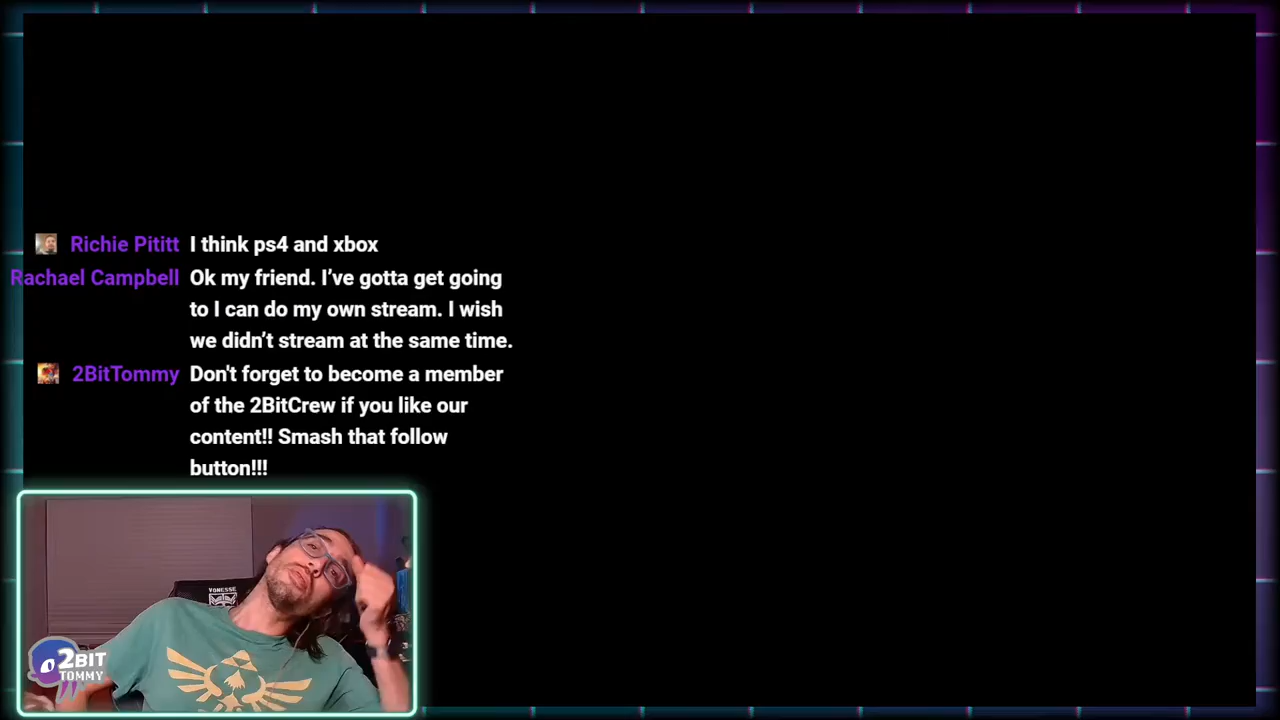 Richie Pititt I think ps4 and xbox
Rachael Campbell Ok my friend. I’ve gotta get going
to I can do my own stream. I wish
we didn’t stream at the same time.
2BitTommy Don't forget to become a member
of the 2BitCrew if you like our
content!! Smash that follow
button!!!
VONESSE
2BIT
TOMMY